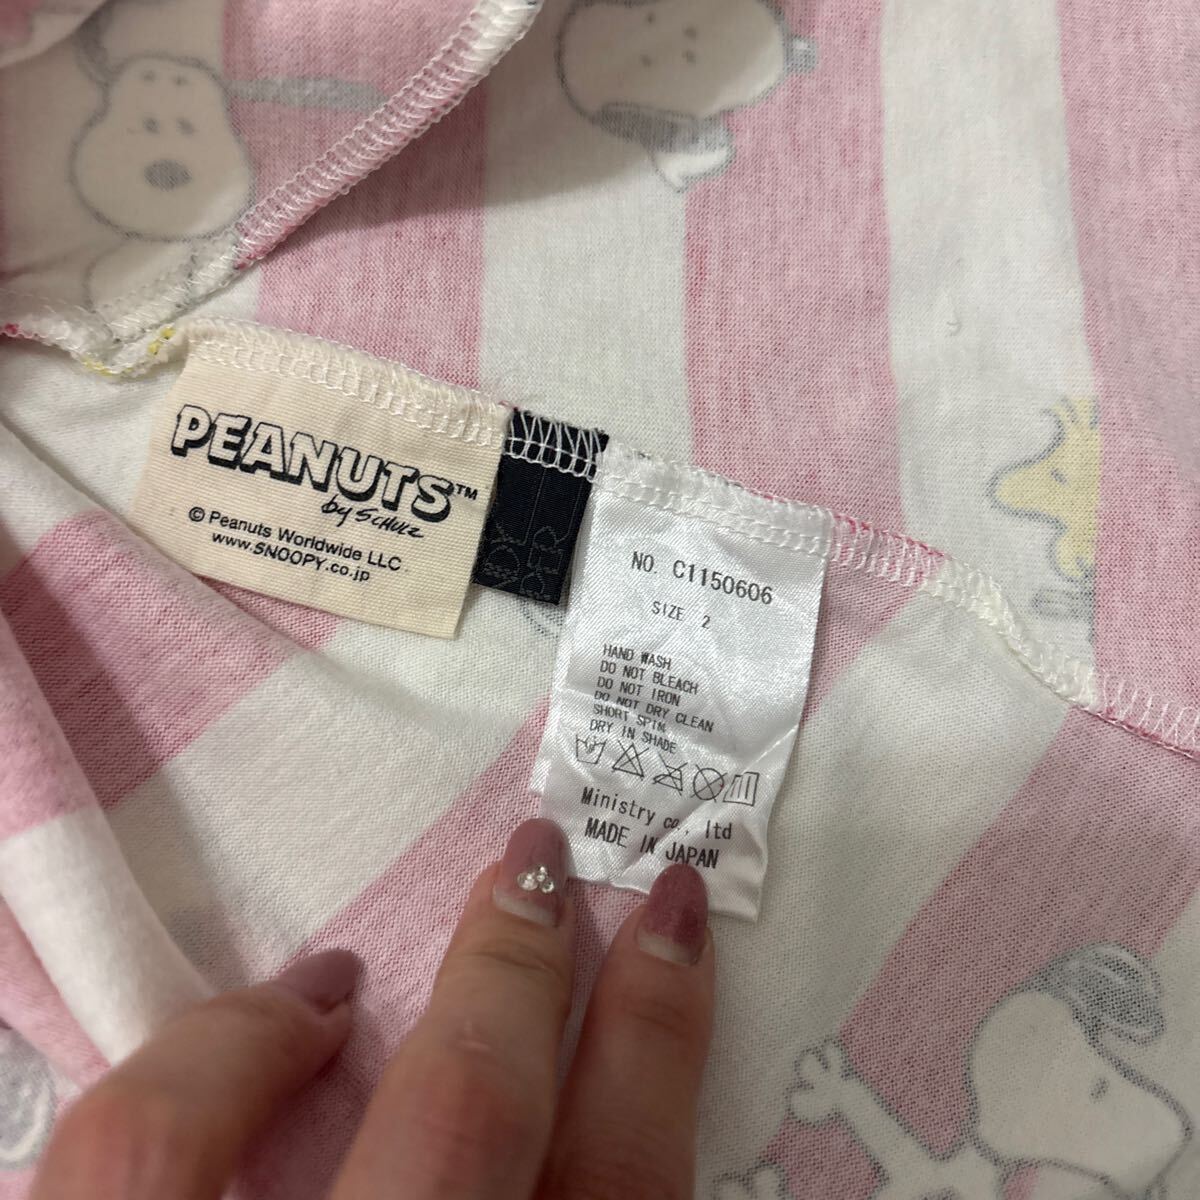 PEANUTS™
by SCHULZ
© Peanuts Worldwide LLC
www.SNOOPY.co.jp
NO. C1150606
SIZE 2
HAND WASH
DO NOT BLEACH
DO NOT IRON
DO NOT DRY CLEAN
SHORT SPIN
DRY IN SHADE
Ministry co., ltd
MADE IN JAPAN